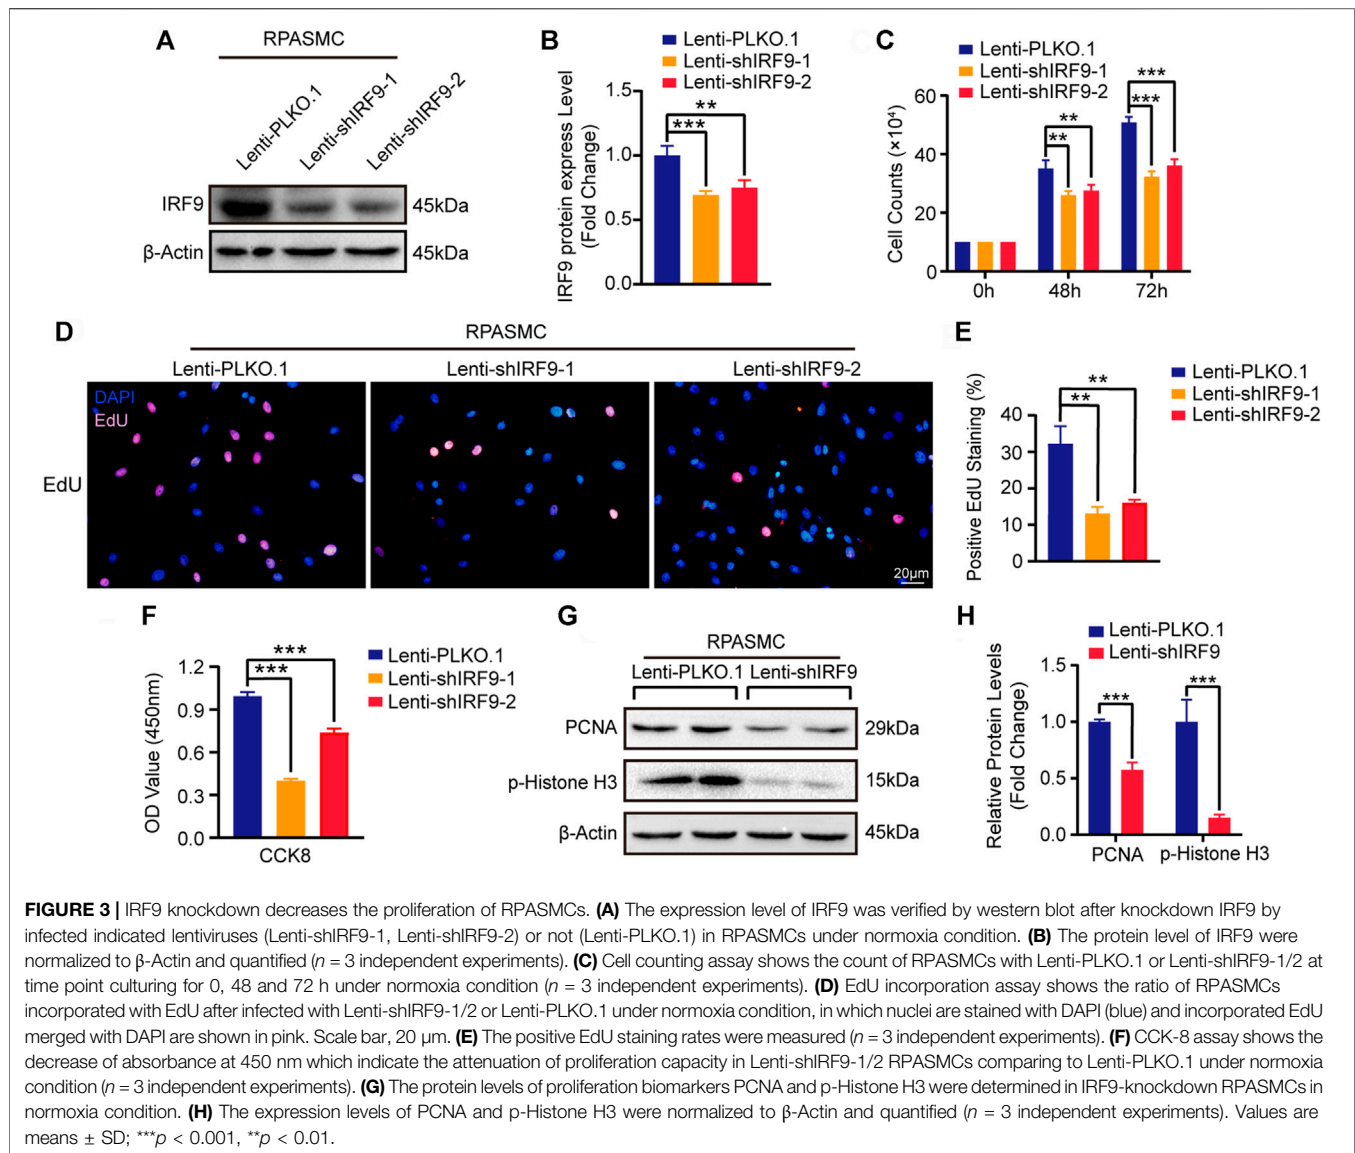 A
RPASMC
Lenti-PLKO.1
Lenti-shIRF9-1
Lenti-shIRF9-2
IRF9
45kDa
β-Actin
45kDa
B
Lenti-PLKO.1
Lenti-shIRF9-1
Lenti-shIRF9-2
IRF9 protein express Level
(Fold Change)
1.5
1.0
0.5
0.0
***
**
C
Lenti-PLKO.1
Lenti-shIRF9-1
Lenti-shIRF9-2
Cell Counts (×10⁴)
60
40
20
0
**
**
***
***
0h
48h
72h
D
RPASMC
Lenti-PLKO.1
Lenti-shIRF9-1
Lenti-shIRF9-2
DAPI
EdU
EdU
20μm
E
Lenti-PLKO.1
Lenti-shIRF9-1
Lenti-shIRF9-2
Positive EdU Staining (%)
40
30
20
10
0
**
**
F
Lenti-PLKO.1
Lenti-shIRF9-1
Lenti-shIRF9-2
OD Value (450nm)
1.2
0.9
0.6
0.3
0.0
***
***
CCK8
G
RPASMC
Lenti-PLKO.1 Lenti-shIRF9
PCNA
29kDa
p-Histone H3
15kDa
β-Actin
45kDa
H
Lenti-PLKO.1
Lenti-shIRF9
Relative Protein Levels
(Fold Change)
1.5
1.0
0.5
0.0
***
***
PCNA
p-Histone H3
FIGURE 3 | IRF9 knockdown decreases the proliferation of RPASMCs. (A) The expression level of IRF9 was verified by western blot after knockdown IRF9 by
infected indicated lentiviruses (Lenti-shIRF9-1, Lenti-shIRF9-2) or not (Lenti-PLKO.1) in RPASMCs under normoxia condition. (B) The protein level of IRF9 were
normalized to β-Actin and quantified (n = 3 independent experiments). (C) Cell counting assay shows the count of RPASMCs with Lenti-PLKO.1 or Lenti-shIRF9-1/2 at
time point culturing for 0, 48 and 72 h under normoxia condition (n = 3 independent experiments). (D) EdU incorporation assay shows the ratio of RPASMCs
incorporated with EdU after infected with Lenti-shIRF9-1/2 or Lenti-PLKO.1 under normoxia condition, in which nuclei are stained with DAPI (blue) and incorporated EdU
merged with DAPI are shown in pink. Scale bar, 20 μm. (E) The positive EdU staining rates were measured (n = 3 independent experiments). (F) CCK-8 assay shows the
decrease of absorbance at 450 nm which indicate the attenuation of proliferation capacity in Lenti-shIRF9-1/2 RPASMCs comparing to Lenti-PLKO.1 under normoxia
condition (n = 3 independent experiments). (G) The protein levels of proliferation biomarkers PCNA and p-Histone H3 were determined in IRF9-knockdown RPASMCs in
normoxia condition. (H) The expression levels of PCNA and p-Histone H3 were normalized to β-Actin and quantified (n = 3 independent experiments). Values are
means ± SD; ***p < 0.001, **p < 0.01.